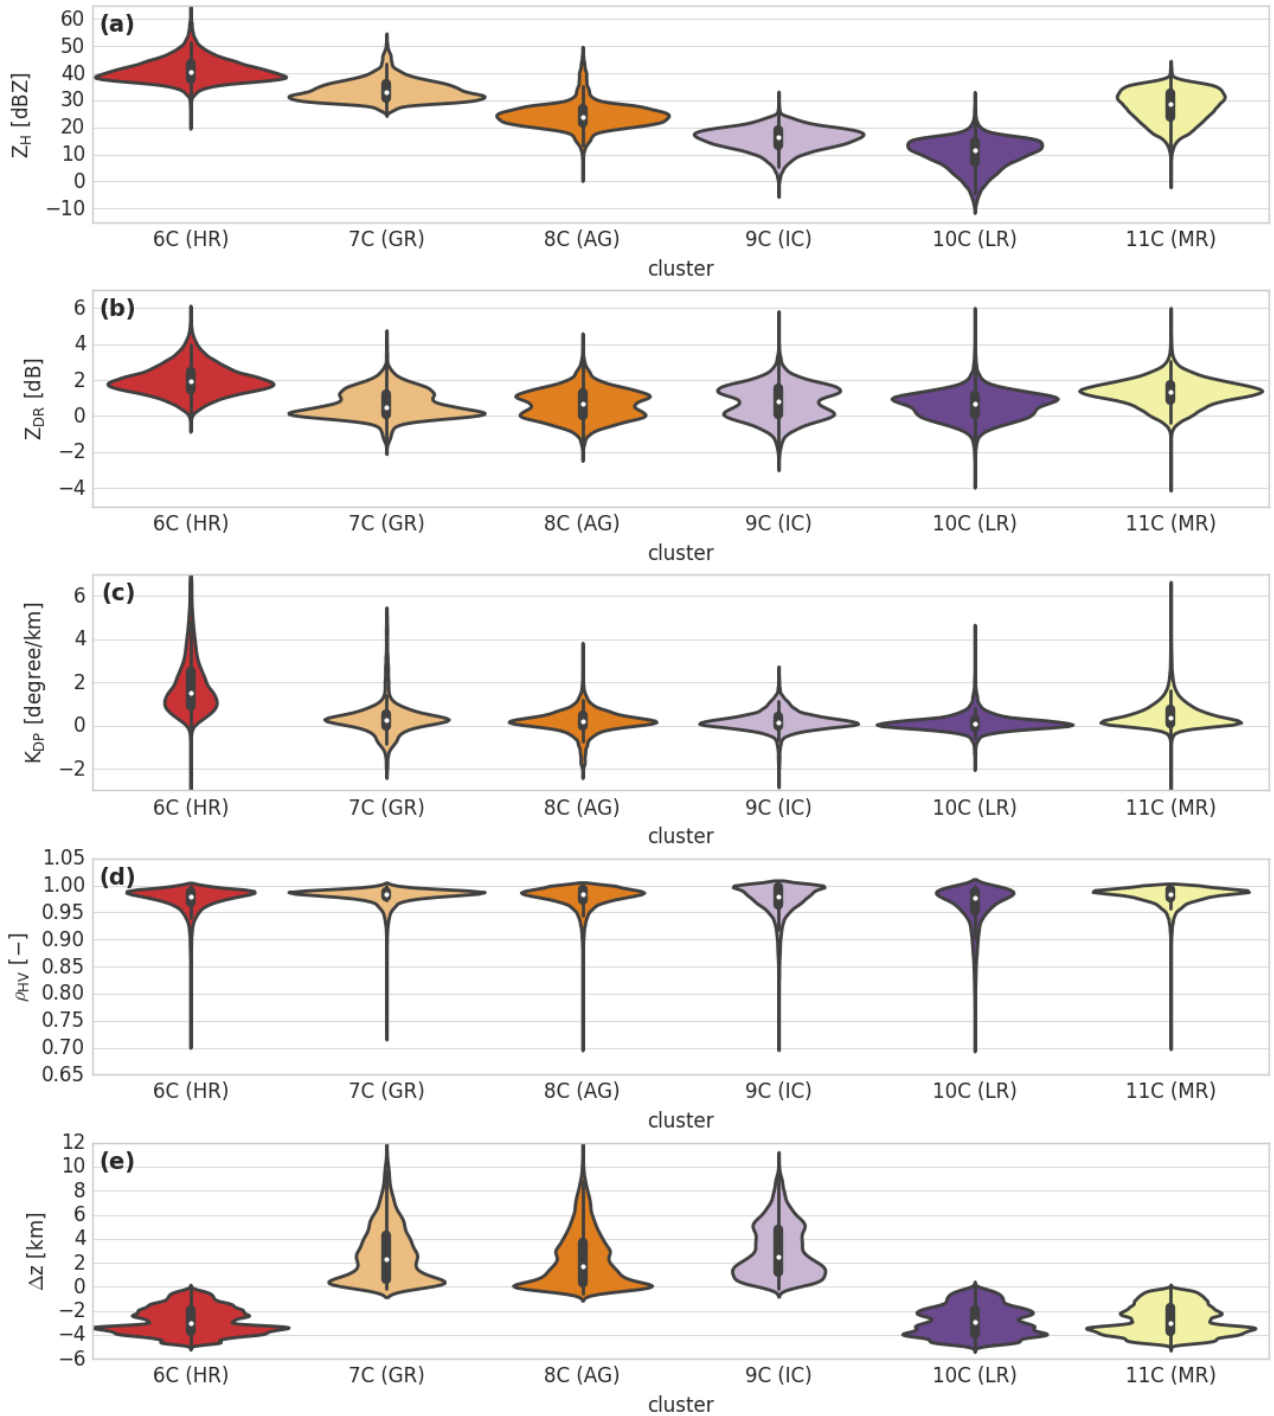 (a)
Z_H [dBZ]
60
50
40
30
20
10
0
−10
6C (HR) 7C (GR) 8C (AG) 9C (IC) 10C (LR) 11C (MR)
cluster
(b)
Z_DR [dB]
6
4
2
0
−2
−4
6C (HR) 7C (GR) 8C (AG) 9C (IC) 10C (LR) 11C (MR)
cluster
(c)
K_DP [degree/km]
6
4
2
0
−2
6C (HR) 7C (GR) 8C (AG) 9C (IC) 10C (LR) 11C (MR)
cluster
(d)
ρ_HV [−]
1.05
1.00
0.95
0.90
0.85
0.80
0.75
0.70
0.65
6C (HR) 7C (GR) 8C (AG) 9C (IC) 10C (LR) 11C (MR)
cluster
(e)
Δz [km]
12
10
8
6
4
2
0
−2
−4
−6
6C (HR) 7C (GR) 8C (AG) 9C (IC) 10C (LR) 11C (MR)
cluster